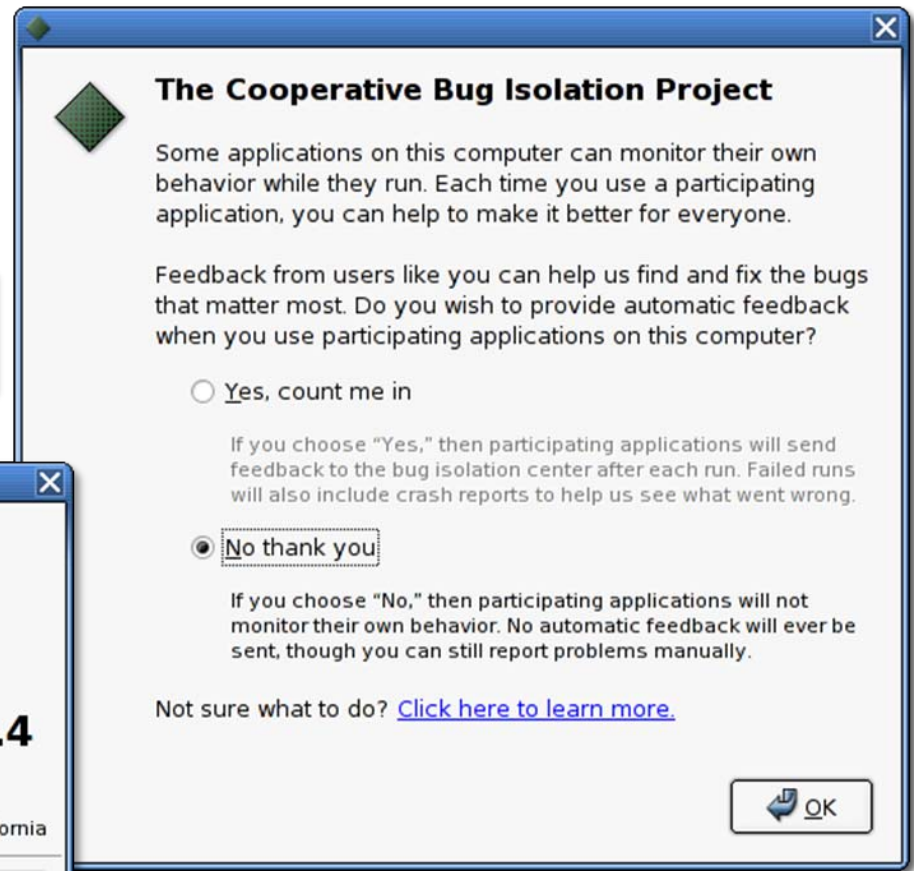 The Cooperative Bug Isolation Project
Some applications on this computer can monitor their own
behavior while they run. Each time you use a participating
application, you can help to make it better for everyone.
Feedback from users like you can help us find and fix the bugs
that matter most. Do you wish to provide automatic feedback
when you use participating applications on this computer?
Yes, count me in
If you choose “Yes,” then participating applications will send
feedback to the bug isolation center after each run. Failed runs
will also include crash reports to help us see what went wrong.
No thank you
If you choose “No,” then participating applications will not
monitor their own behavior. No automatic feedback will ever be
sent, though you can still report problems manually.
Not sure what to do? Click here to learn more.
OK
.4
ornia